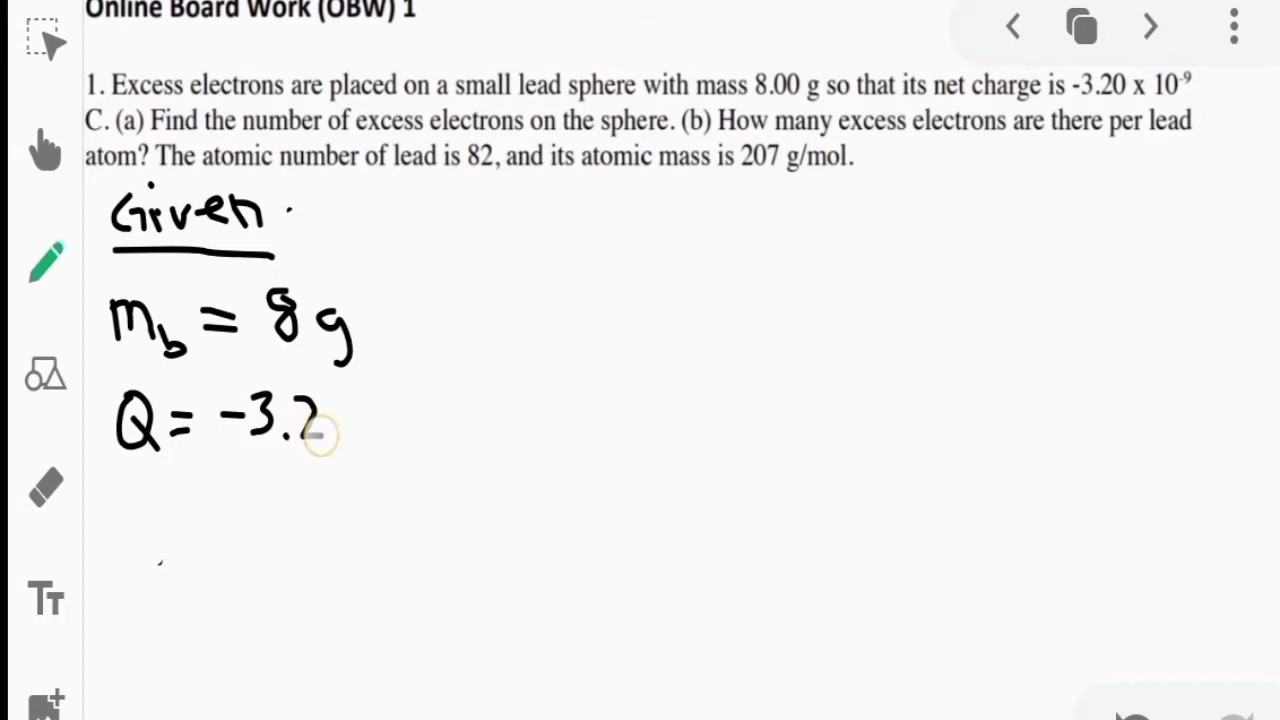 Online Board Work (OBW) 1
1. Excess electrons are placed on a small lead sphere with mass 8.00 g so that its net charge is -3.20 x 10⁻⁹
C. (a) Find the number of excess electrons on the sphere. (b) How many excess electrons are there per lead
atom? The atomic number of lead is 82, and its atomic mass is 207 g/mol.
Given
m_b = 8 g
Q = -3.2
TT